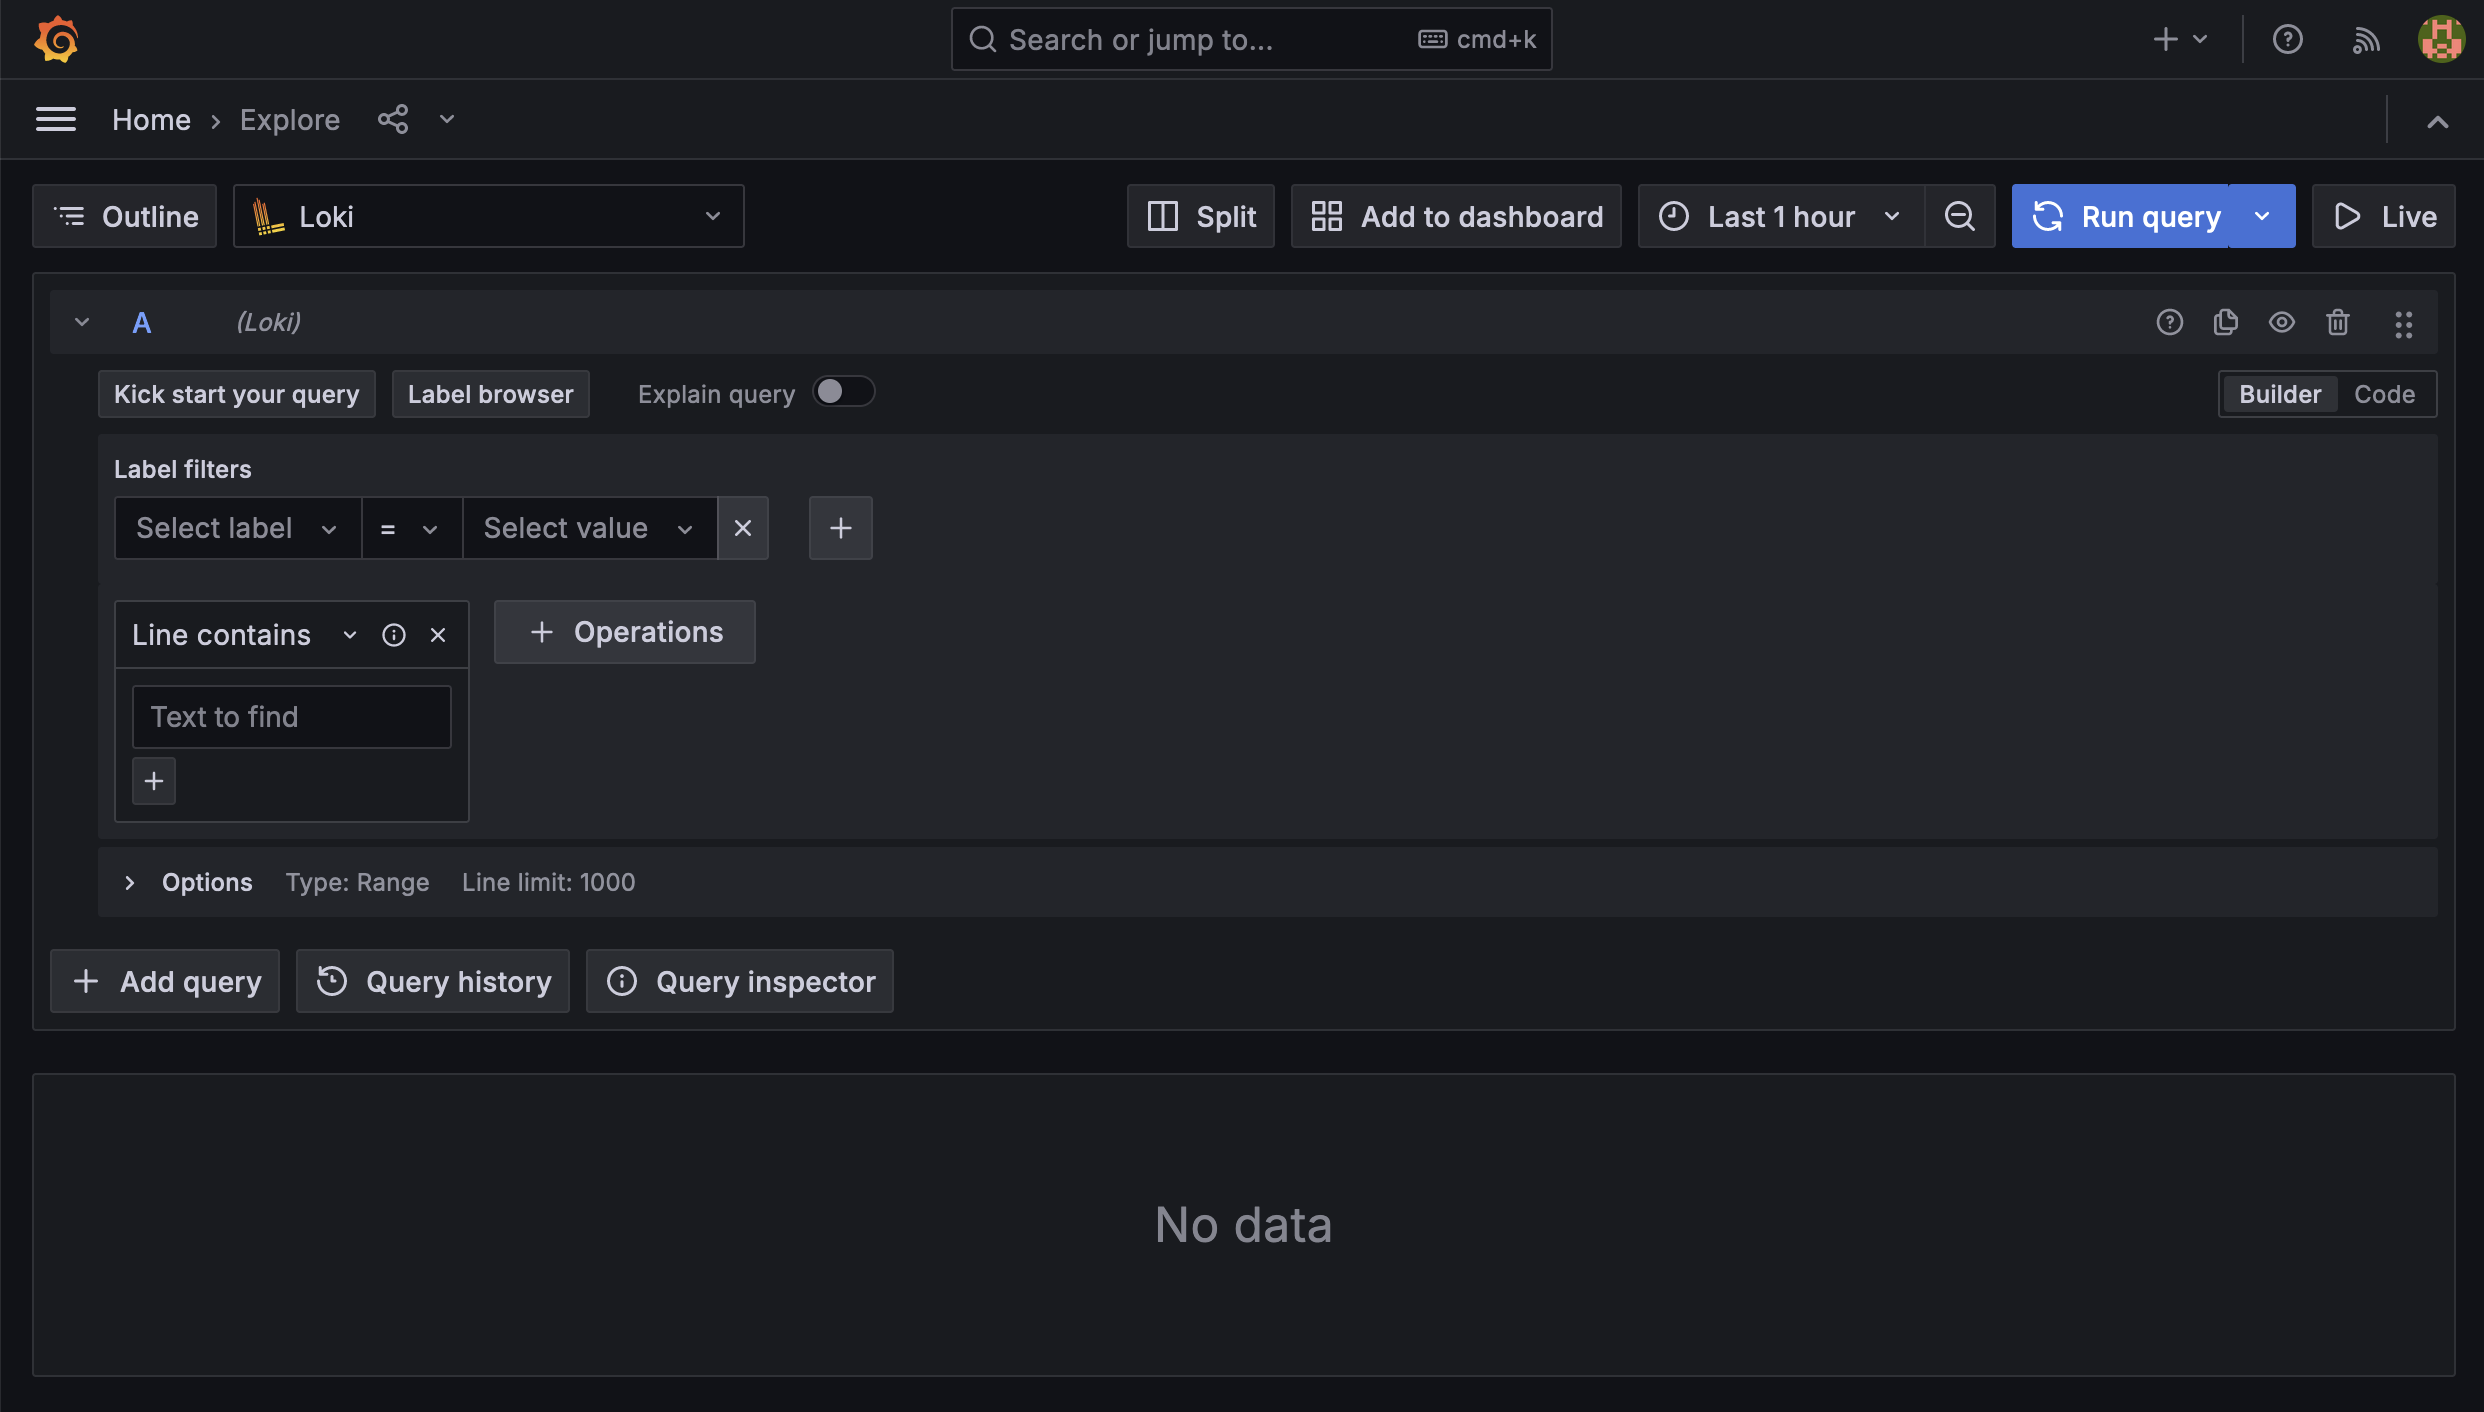 Search or jump to...
cmd+k
Home › Explore
Outline
Loki
Split
Add to dashboard
Last 1 hour
Run query
Live
A
(Loki)
Kick start your query
Label browser
Explain query
Builder
Code
Label filters
Select label
=
Select value
Line contains
Operations
Text to find
Options
Type: Range
Line limit: 1000
Add query
Query history
Query inspector
No data